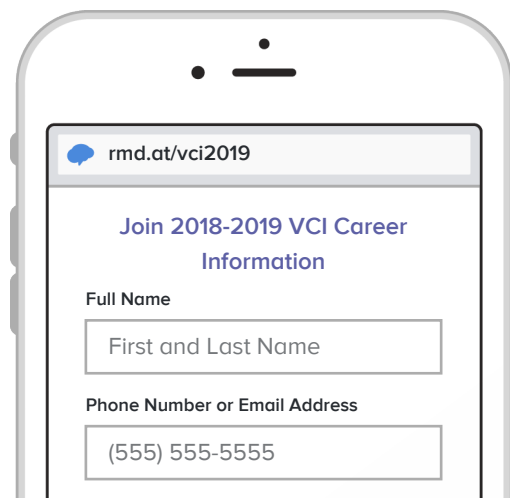 rmd.at/vci2019
Join 2018-2019 VCI Career
Information
Full Name
First and Last Name
Phone Number or Email Address
(555) 555-5555